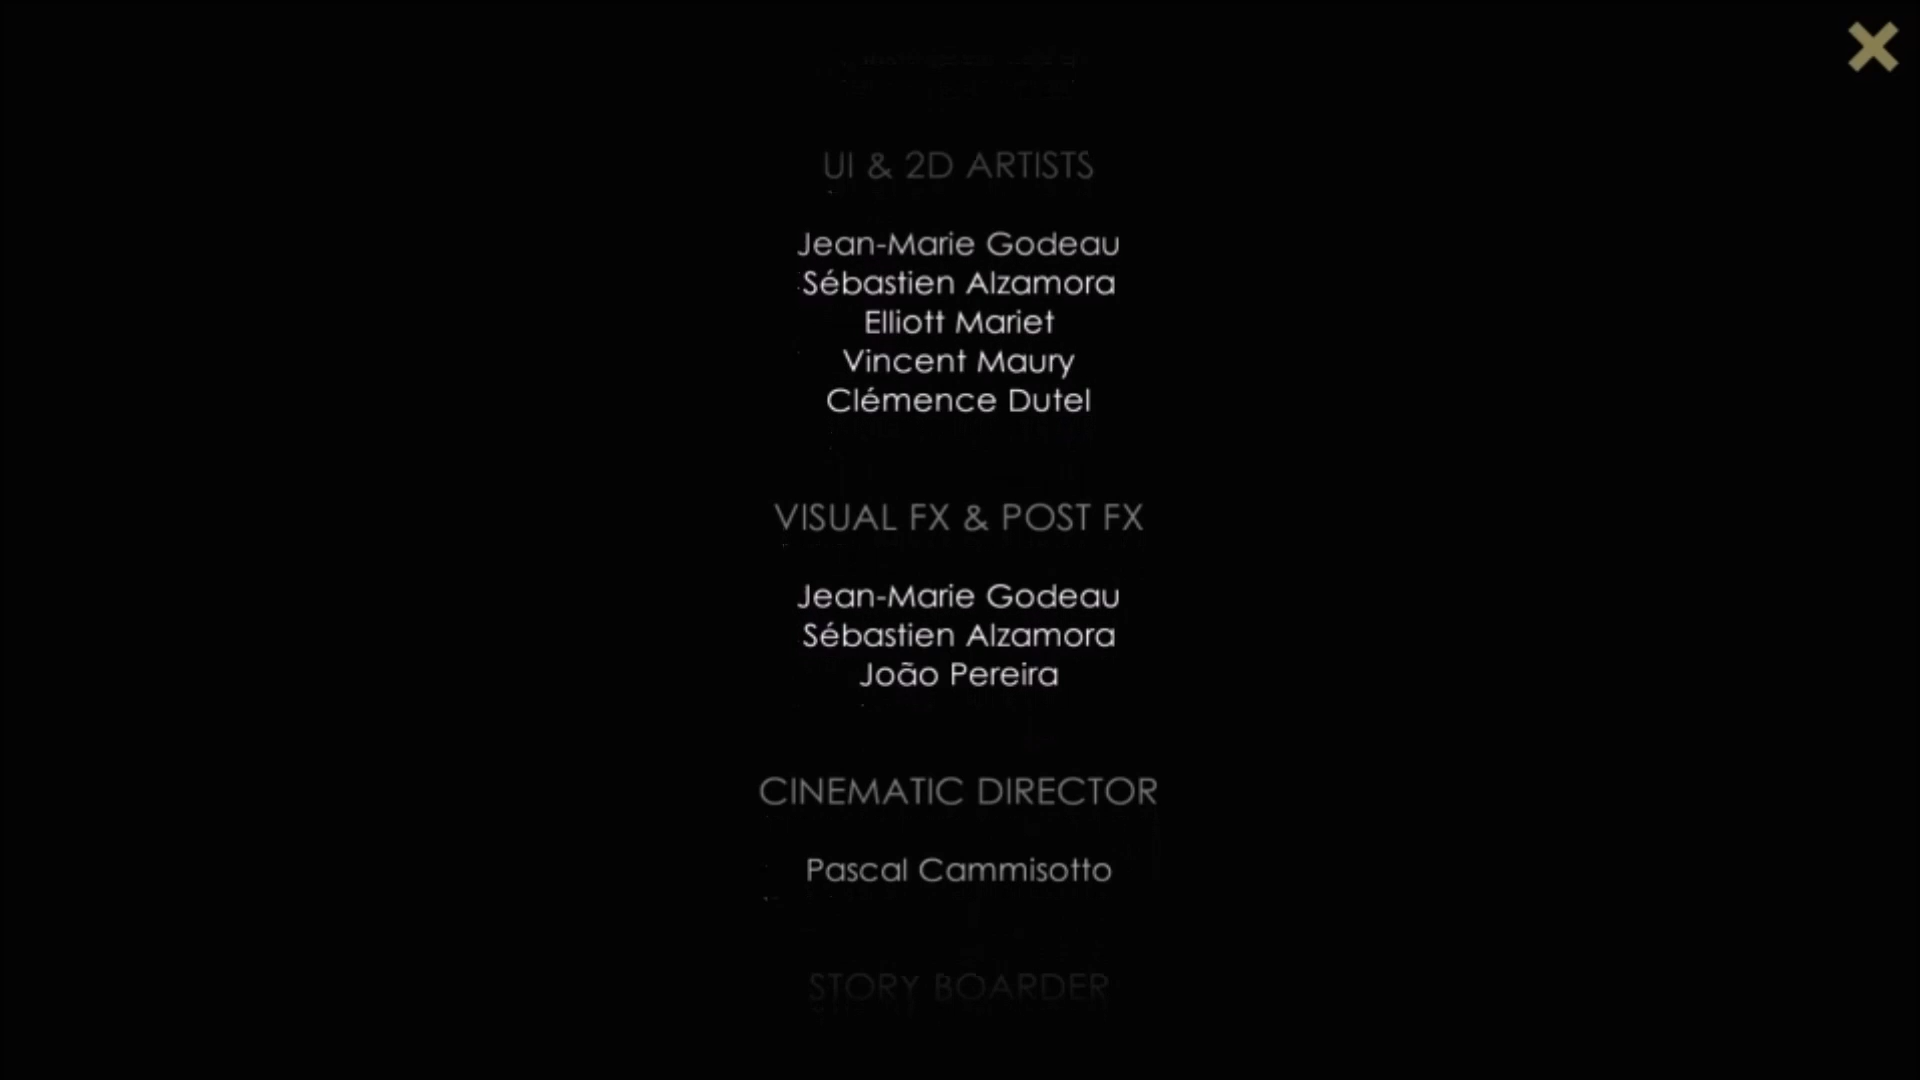 UI & 2D ARTISTS
Jean-Marie Godeau
Sébastien Alzamora
Elliott Mariet
Vincent Maury
Clémence Dutel
VISUAL FX & POST FX
Jean-Marie Godeau
Sébastien Alzamora
João Pereira
CINEMATIC DIRECTOR
Pascal Cammisotto
STORY BOARDER